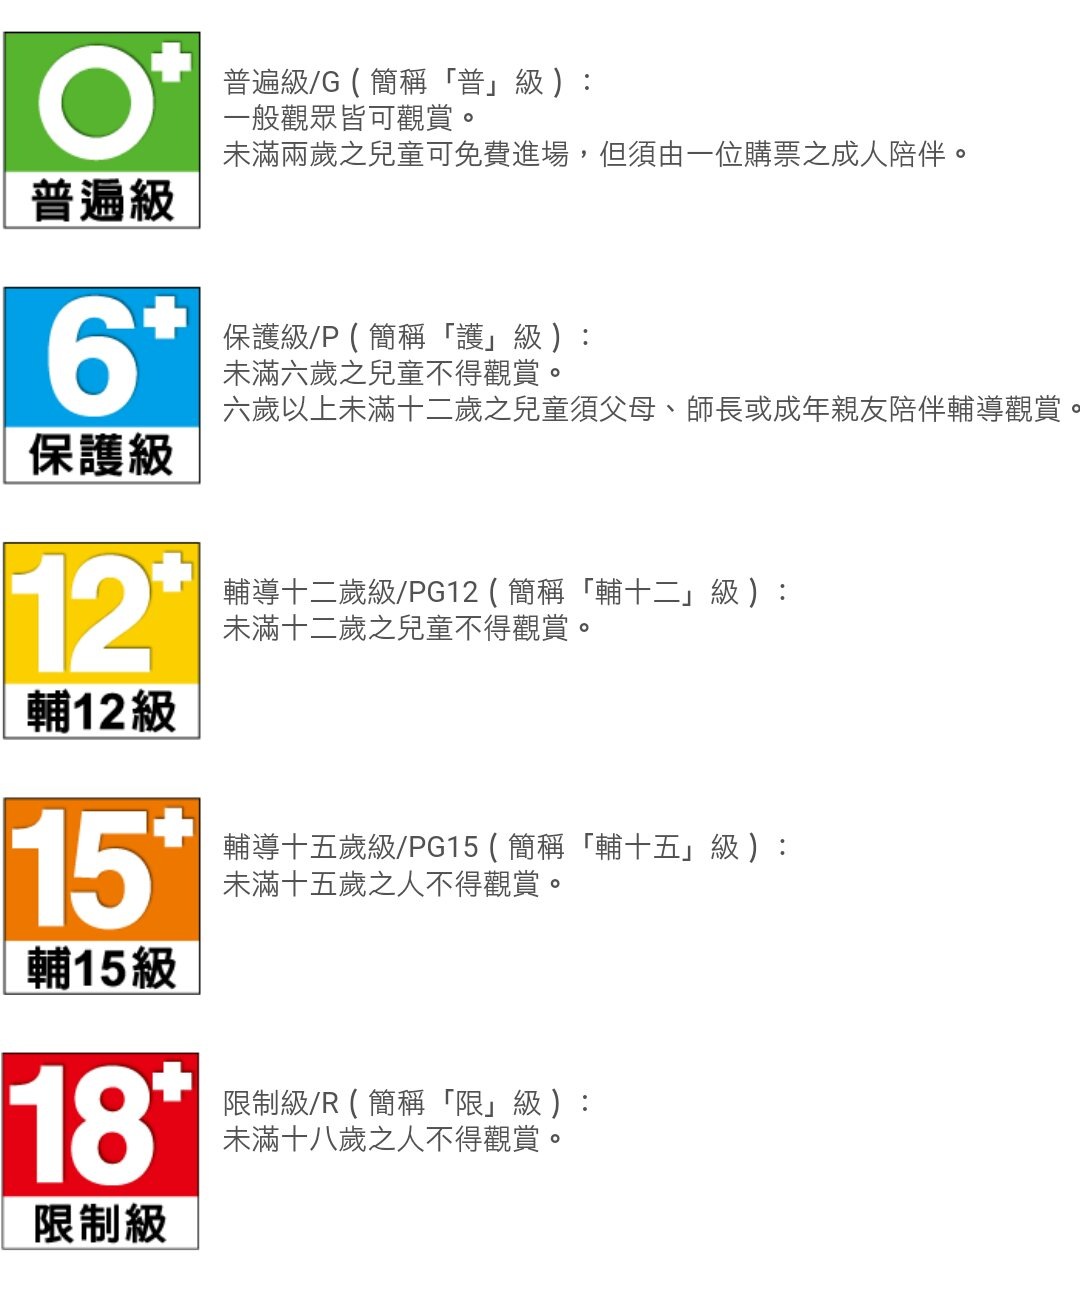 0+
普遍級
普遍級/G（簡稱「普」級）：
一般觀眾皆可觀賞。
未滿兩歲之兒童可免費進場，但須由一位購票之成人陪伴。
6+
保護級
保護級/P（簡稱「護」級）：
未滿六歲之兒童不得觀賞。
六歲以上未滿十二歲之兒童須父母、師長或成年親友陪伴輔導觀賞。
12+
輔12級
輔導十二歲級/PG12（簡稱「輔十二」級）：
未滿十二歲之兒童不得觀賞。
15+
輔15級
輔導十五歲級/PG15（簡稱「輔十五」級）：
未滿十五歲之人不得觀賞。
18+
限制級
限制級/R（簡稱「限」級）：
未滿十八歲之人不得觀賞。